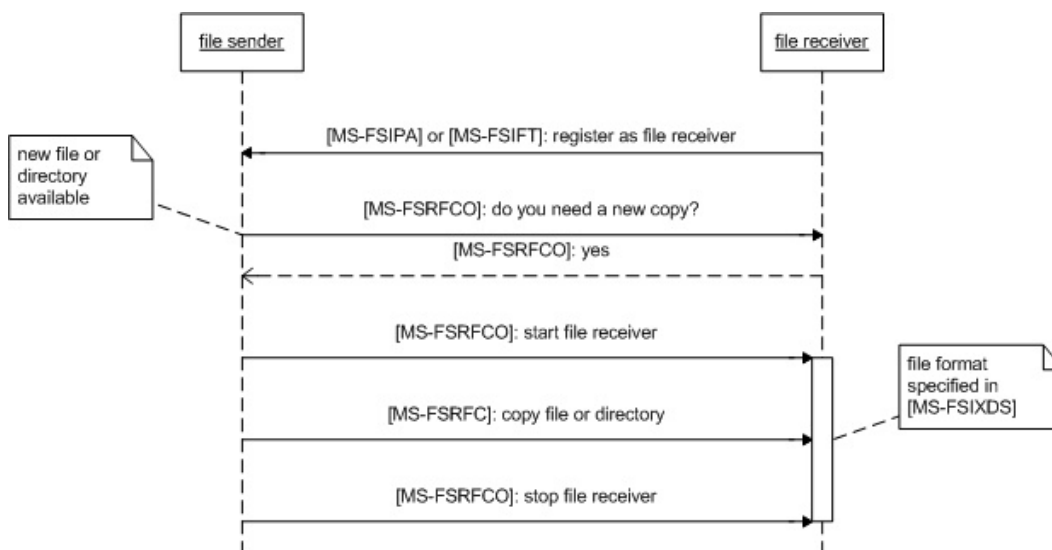 file sender
file receiver
[MS-FSIPA] or [MS-FSIFT]: register as file receiver
new file or
directory
available
[MS-FSRFCO]: do you need a new copy?
[MS-FSRFCO]: yes
[MS-FSRFCO]: start file receiver
file format
specified in
[MS-FSIXDS]
[MS-FSRFC]: copy file or directory
[MS-FSRFCO]: stop file receiver